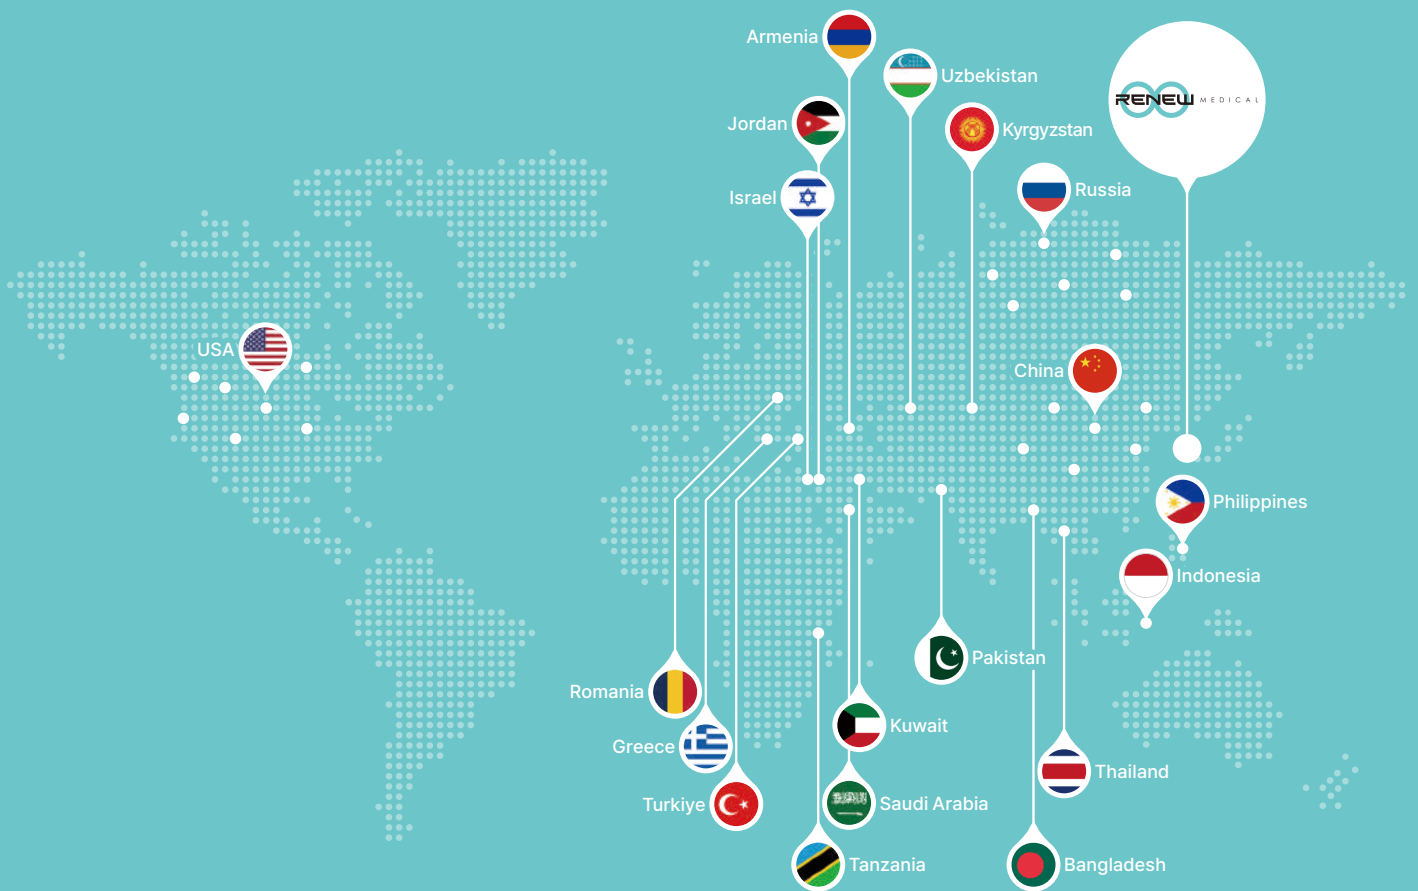 Armenia
Uzbekistan
RENEW MEDICAL
Jordan
Kyrgyzstan
Israel
Russia
USA
China
Philippines
Indonesia
Pakistan
Romania
Kuwait
Greece
Thailand
Turkiye
Saudi Arabia
Tanzania
Bangladesh